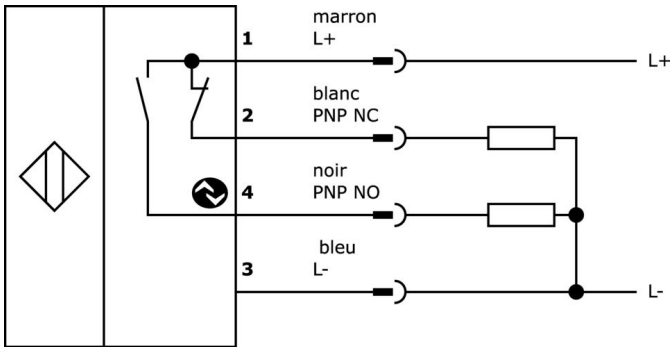 marron
1 L+ L+
blanc
2 PNP NC
noir
4 PNP NO
bleu
3 L- L-